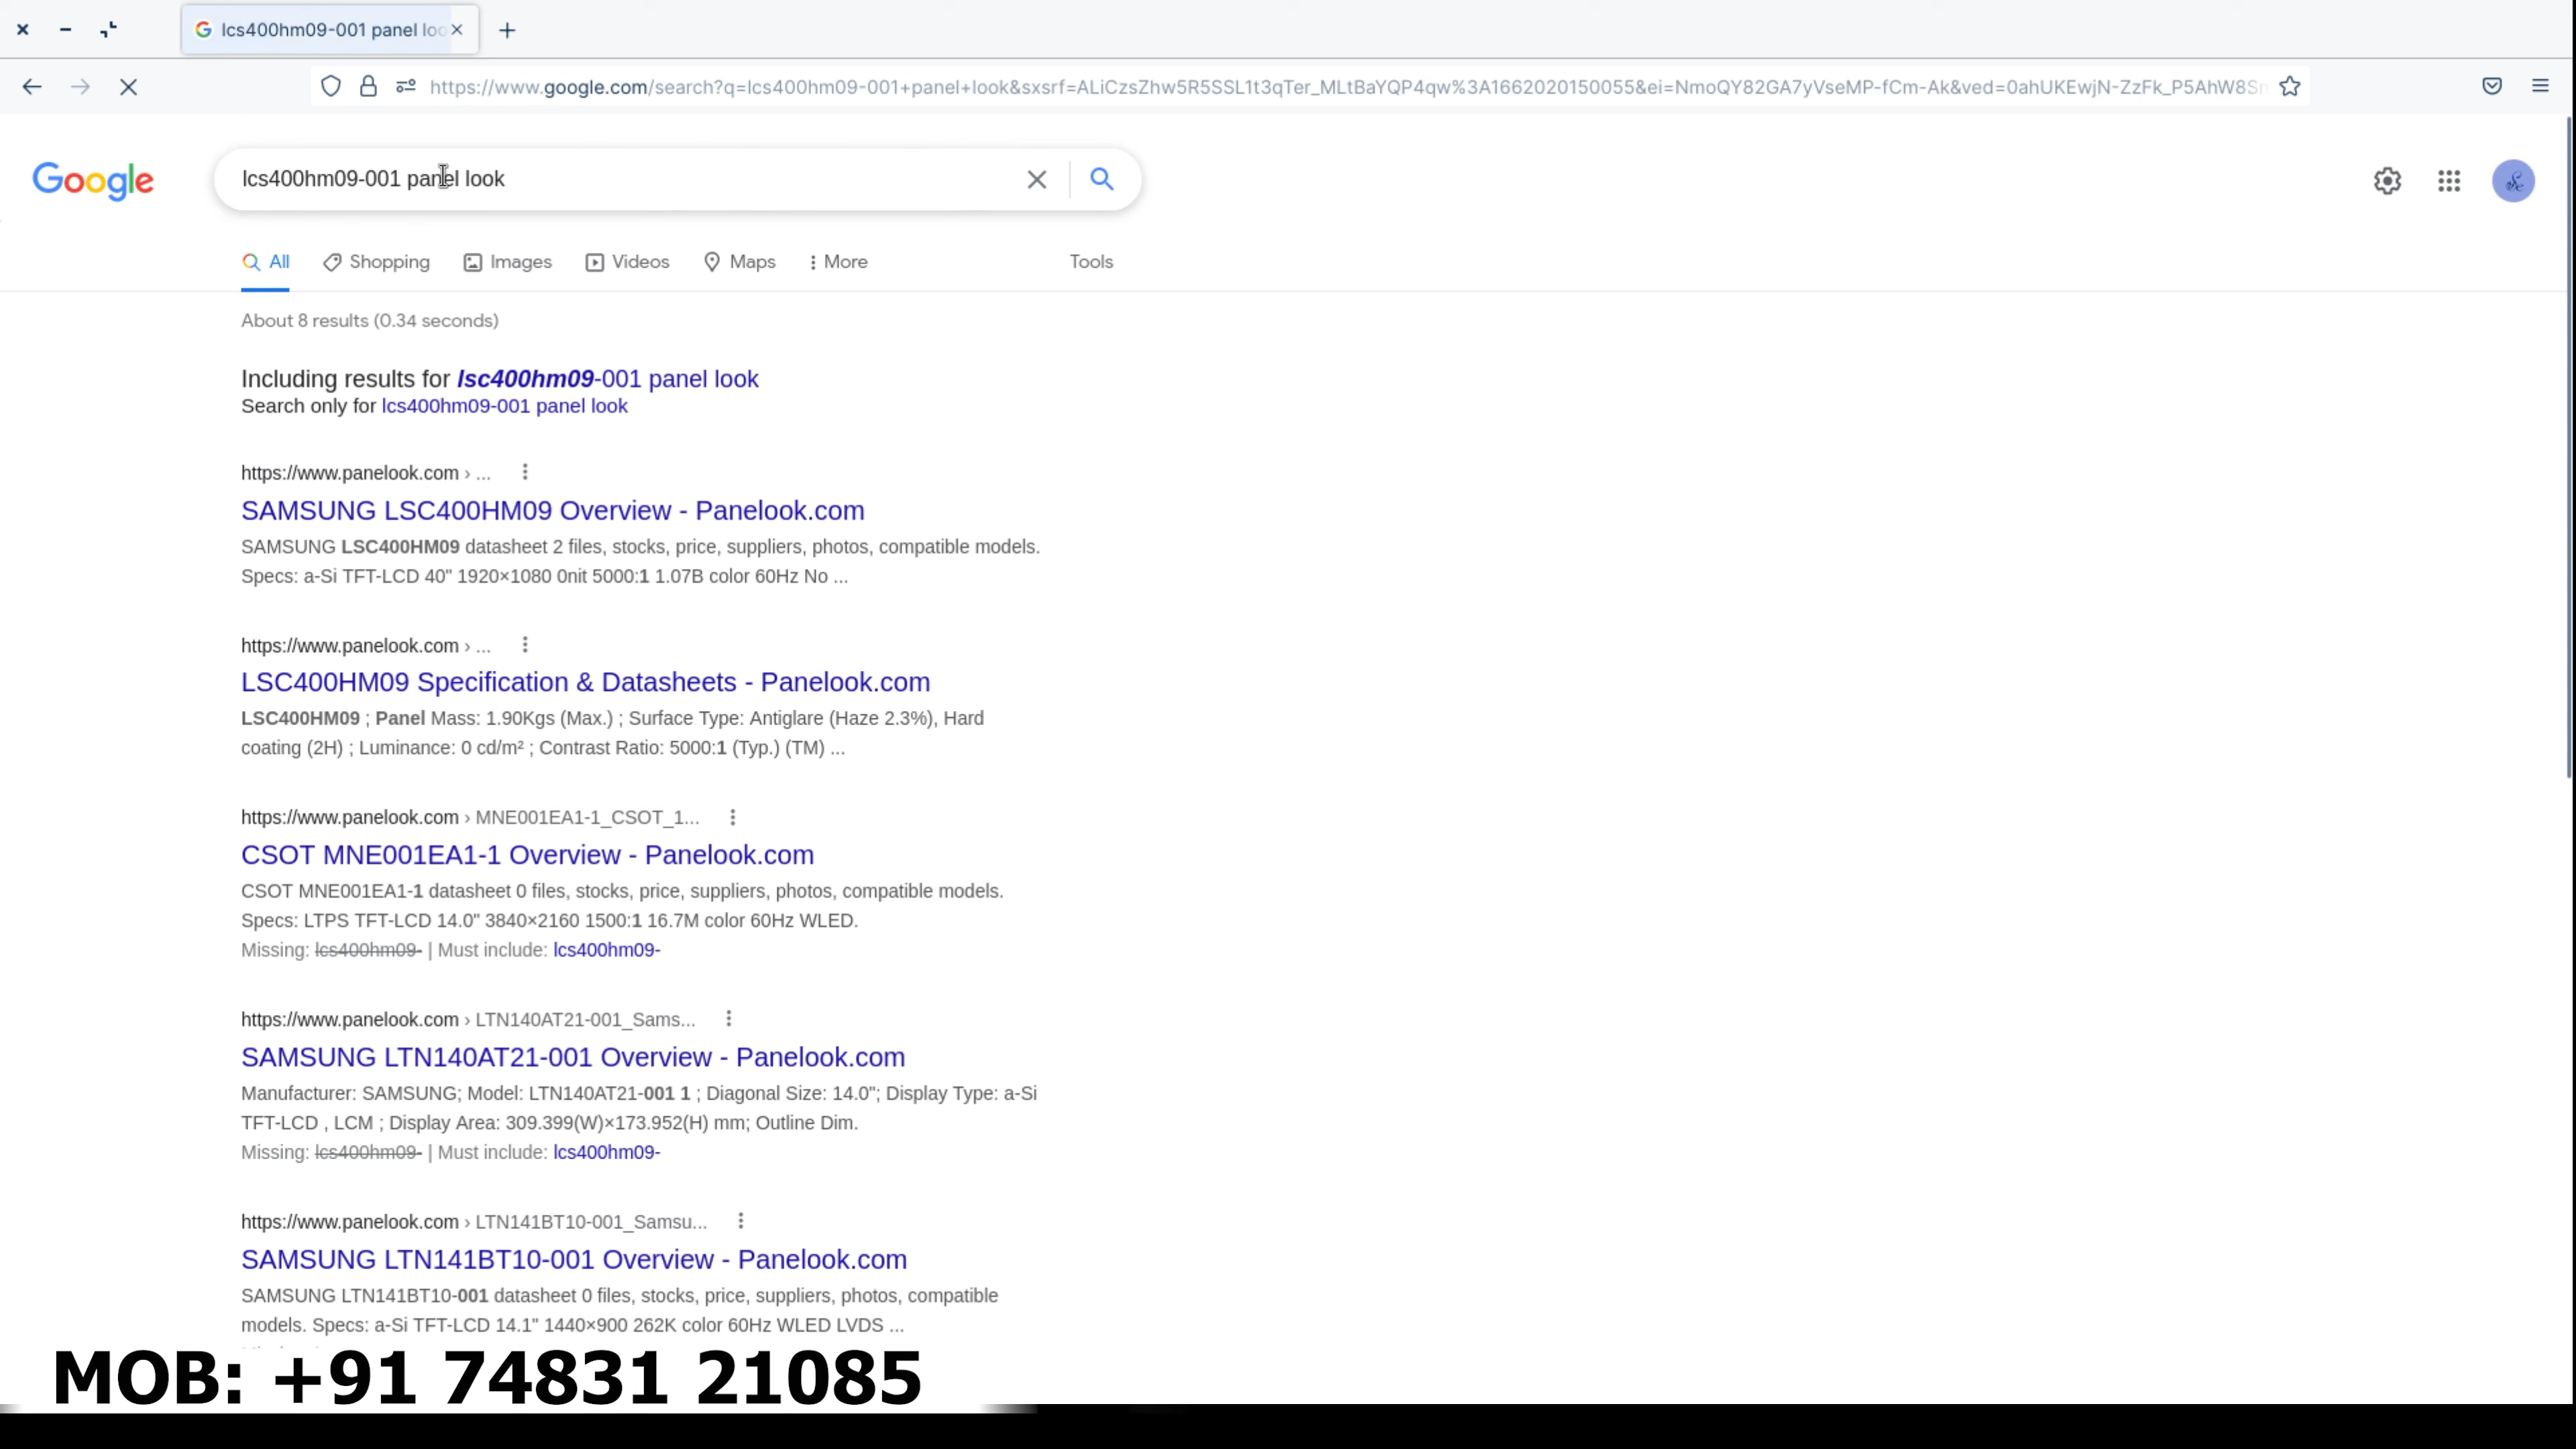 lcs400hm09-001 panel loo
https://www.google.com/search?q=lcs400hm09-001+panel+look&sxsrf=ALiCzsZhw5R5SSL1t3qTer_MLtBaYQP4qw%3A1662020150055&ei=NmoQY82GA7yVseMP-fCm-Ak&ved=0ahUKEwjN-ZzFk_P5AhW8S
Google
lcs400hm09-001 panel look
All
Shopping
Images
Videos
Maps
More
Tools
About 8 results (0.34 seconds)
Including results for lsc400hm09-001 panel look
Search only for lcs400hm09-001 panel look
https://www.panelook.com › ...
SAMSUNG LSC400HM09 Overview - Panelook.com
SAMSUNG LSC400HM09 datasheet 2 files, stocks, price, suppliers, photos, compatible models.
Specs: a-Si TFT-LCD 40" 1920×1080 0nit 5000:1 1.07B color 60Hz No ...
https://www.panelook.com › ...
LSC400HM09 Specification & Datasheets - Panelook.com
LSC400HM09 ; Panel Mass: 1.90Kgs (Max.) ; Surface Type: Antiglare (Haze 2.3%), Hard
coating (2H) ; Luminance: 0 cd/m² ; Contrast Ratio: 5000:1 (Typ.) (TM) ...
https://www.panelook.com › MNE001EA1-1_CSOT_1...
CSOT MNE001EA1-1 Overview - Panelook.com
CSOT MNE001EA1-1 datasheet 0 files, stocks, price, suppliers, photos, compatible models.
Specs: LTPS TFT-LCD 14.0" 3840×2160 1500:1 16.7M color 60Hz WLED.
Missing: lcs400hm09- | Must include: lcs400hm09-
https://www.panelook.com › LTN140AT21-001_Sams...
SAMSUNG LTN140AT21-001 Overview - Panelook.com
Manufacturer: SAMSUNG; Model: LTN140AT21-001 1 ; Diagonal Size: 14.0"; Display Type: a-Si
TFT-LCD , LCM ; Display Area: 309.399(W)×173.952(H) mm; Outline Dim.
Missing: lcs400hm09- | Must include: lcs400hm09-
https://www.panelook.com › LTN141BT10-001_Samsu...
SAMSUNG LTN141BT10-001 Overview - Panelook.com
SAMSUNG LTN141BT10-001 datasheet 0 files, stocks, price, suppliers, photos, compatible
models. Specs: a-Si TFT-LCD 14.1" 1440×900 262K color 60Hz WLED LVDS ...
MOB: +91 74831 21085